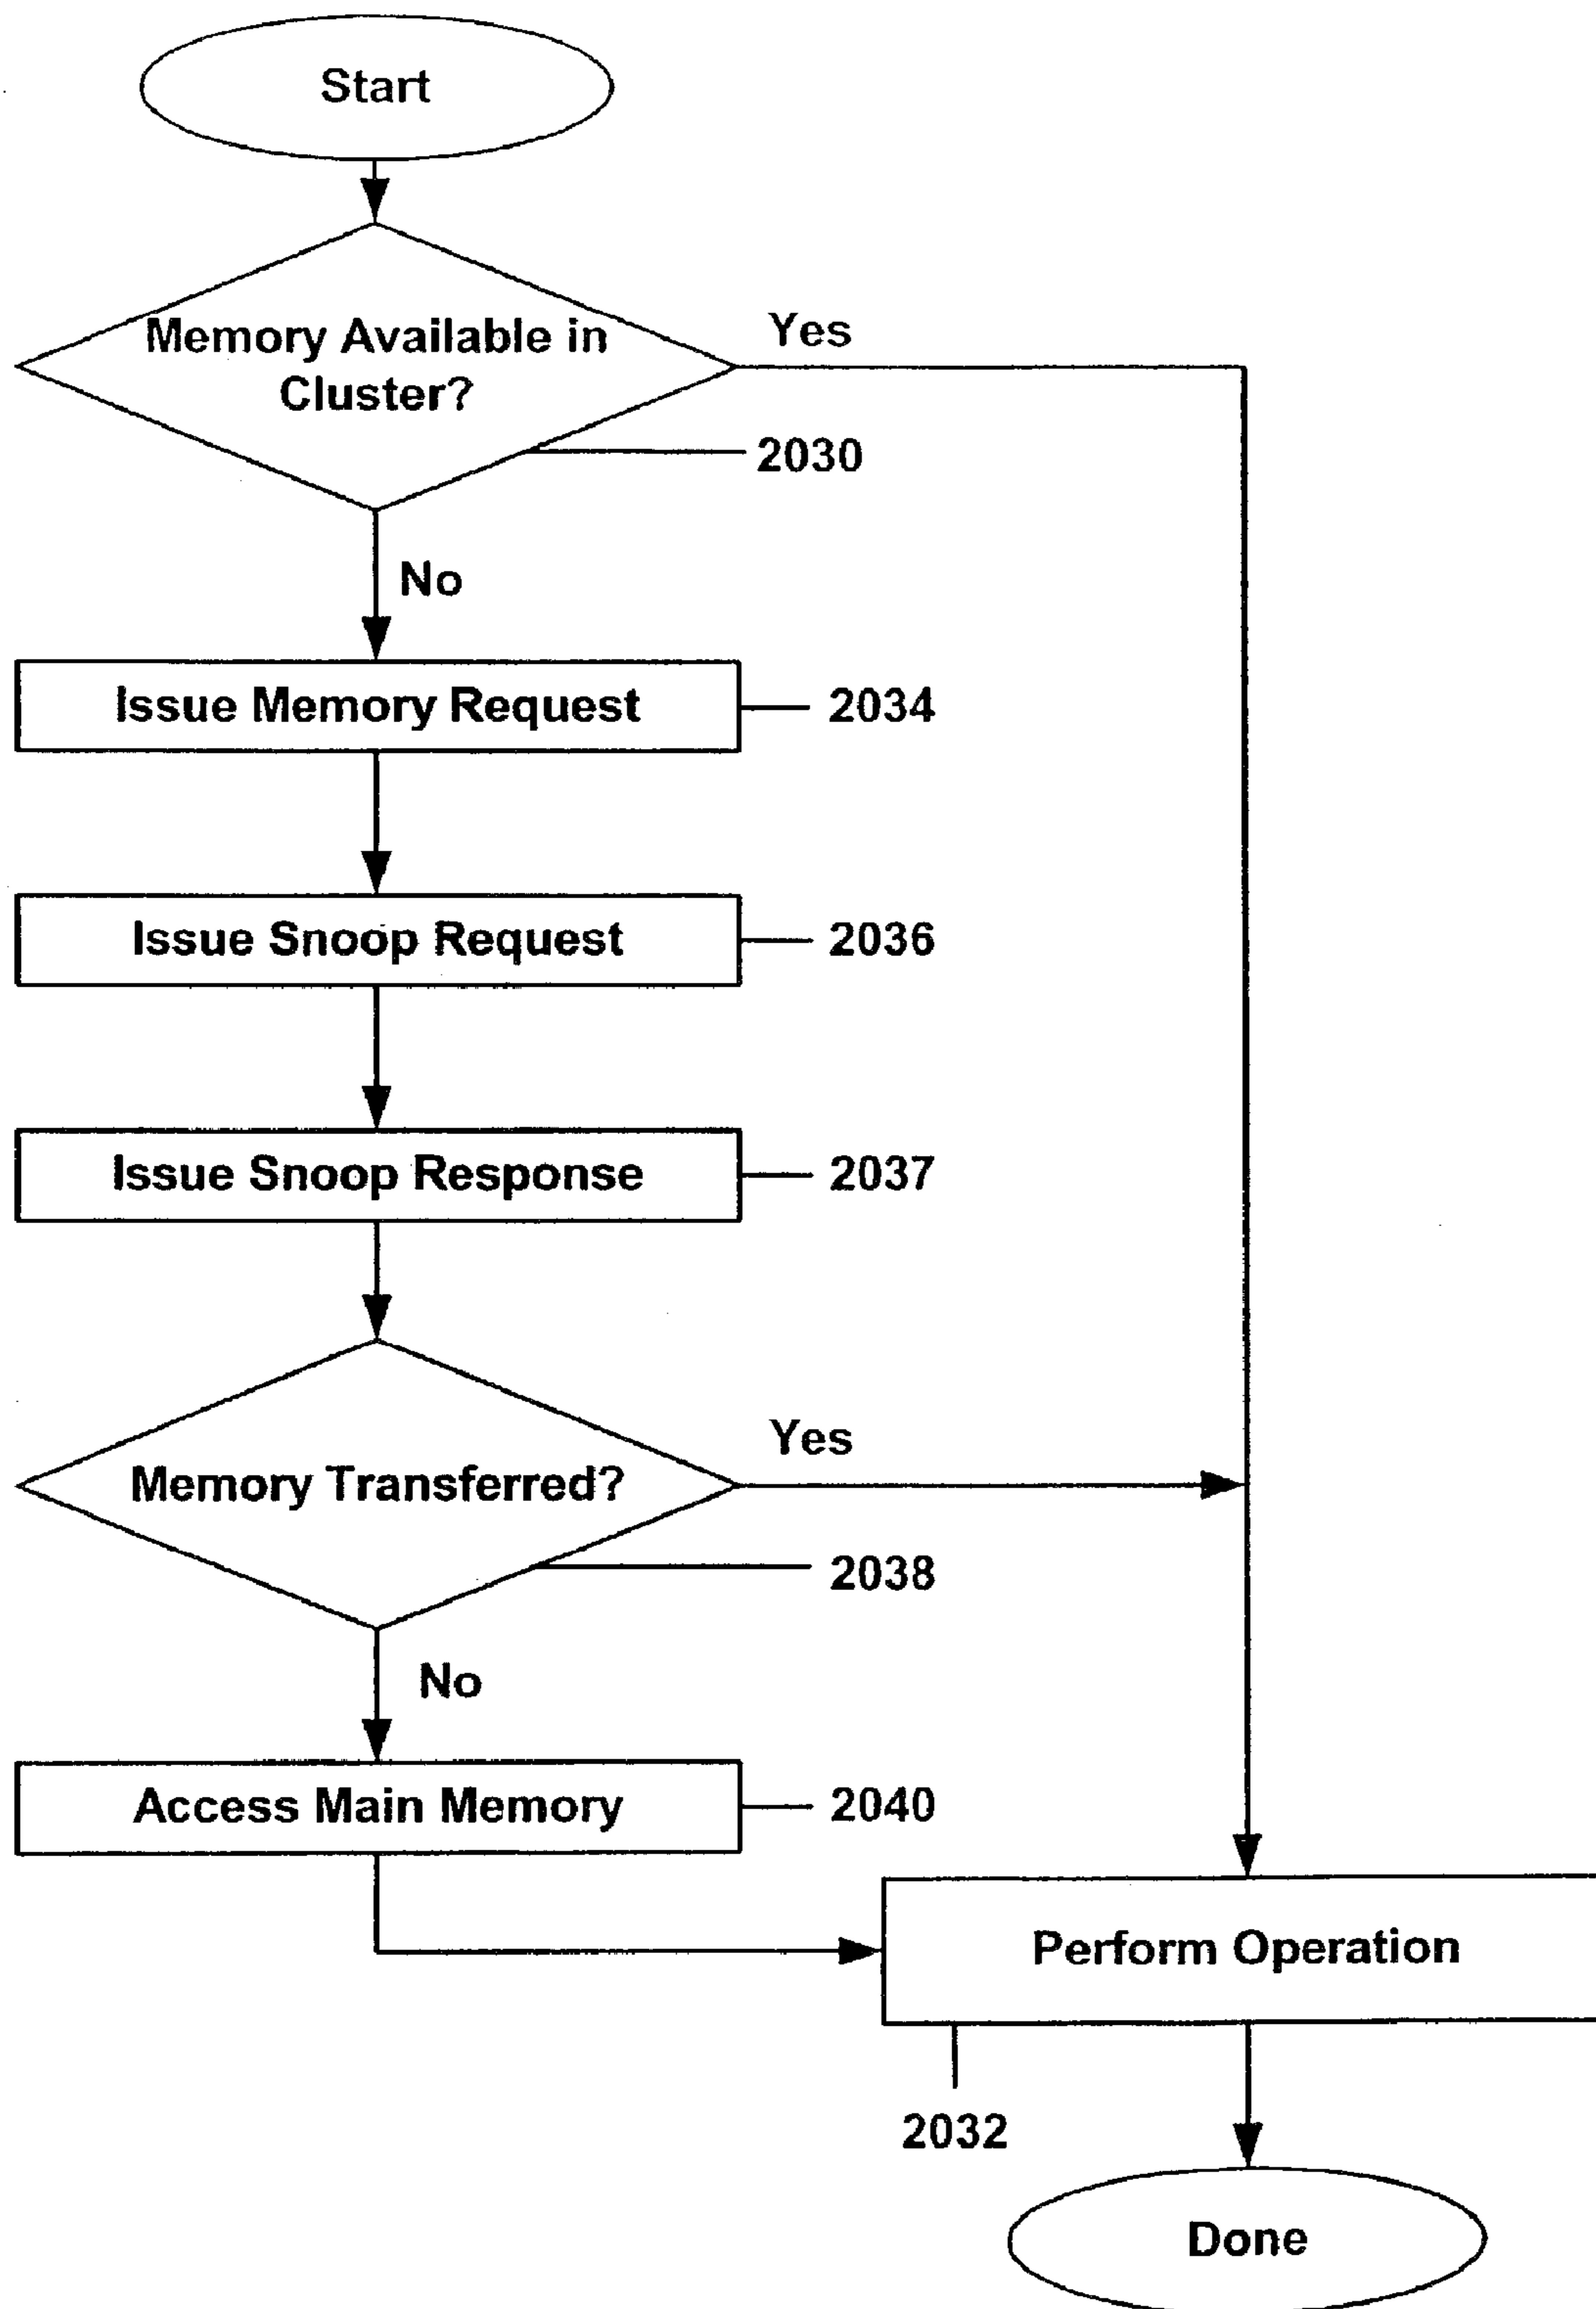 Start
Memory Available in
Cluster?
Yes
2030
No
Issue Memory Request
2034
Issue Snoop Request
2036
Issue Snoop Response
2037
Memory Transferred?
Yes
2038
No
Access Main Memory
2040
Perform Operation
2032
Done